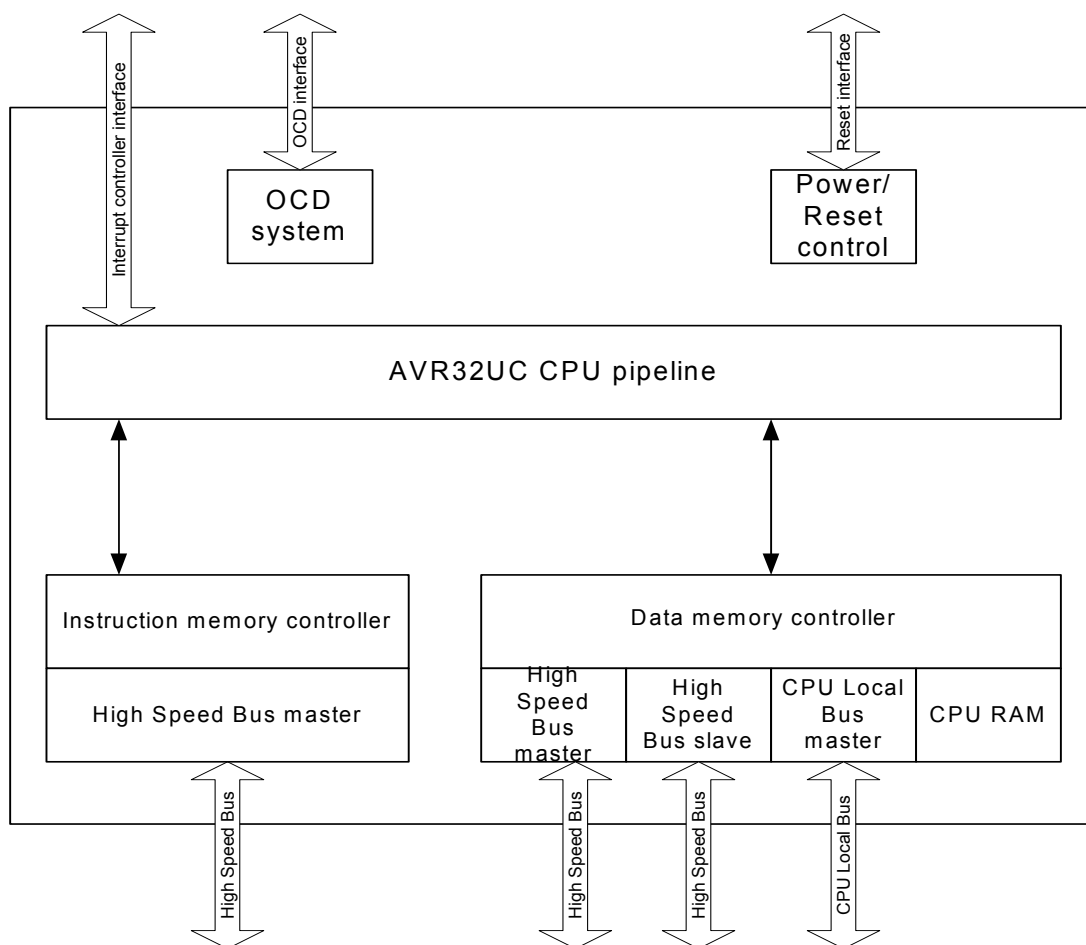 Interrupt controller interface
OCD interface
Reset interface
OCD
system
Power/
Reset
control
AVR32UC CPU pipeline
Instruction memory controller
High Speed Bus master
Data memory controller
High
Speed
Bus
master
High
Speed
Bus slave
CPU Local
Bus
master
CPU RAM
High Speed Bus
High Speed Bus
High Speed Bus
CPU Local Bus